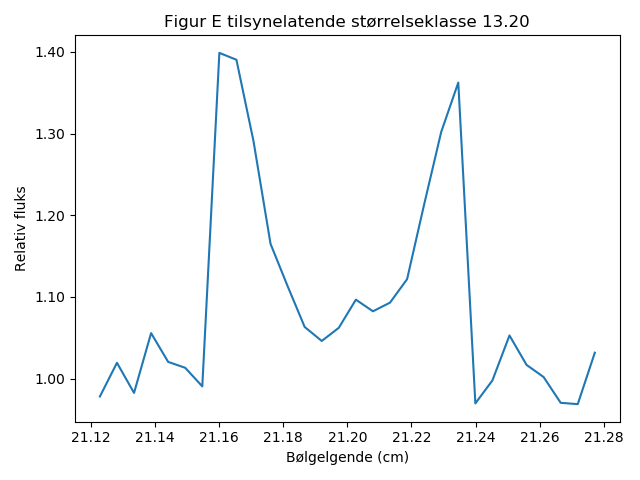 Figur E tilsynelatende størrelseklasse 13.20
1.40
1.30
1.20
1.10
1.00
Relativ fluks
21.12 21.14 21.16 21.18 21.20 21.22 21.24 21.26 21.28
Bølgelgende (cm)